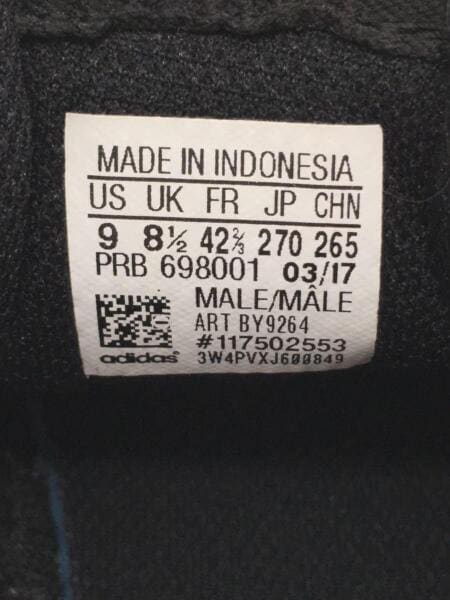 MADE IN INDONESIA
US UK FR JP CHN
9 8½ 42⅔ 270 265
PRB 698001 03/17
MALE/MÂLE
ART BY9264
#117502553
adidas 3W4PVXJ600849